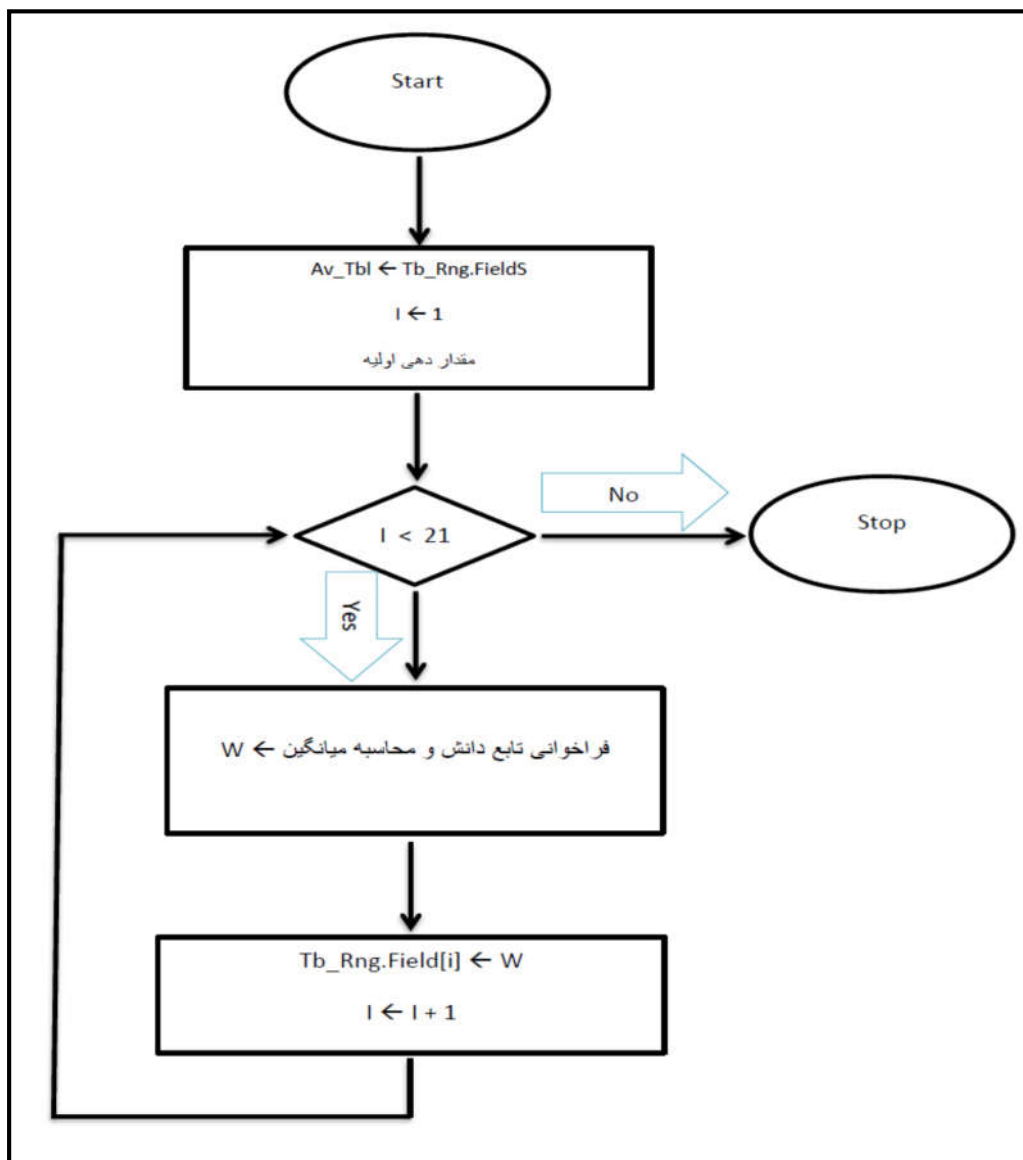 Start
Av_Tbl ← Tb_Rng.FieldS
I ← 1
مقدار دهی اولیه
I < 21
No
Stop
Yes
فراخوانی تابع دانش و محاسبه میانگین → W
Tb_Rng.Field[i] ← W
I ← I + 1